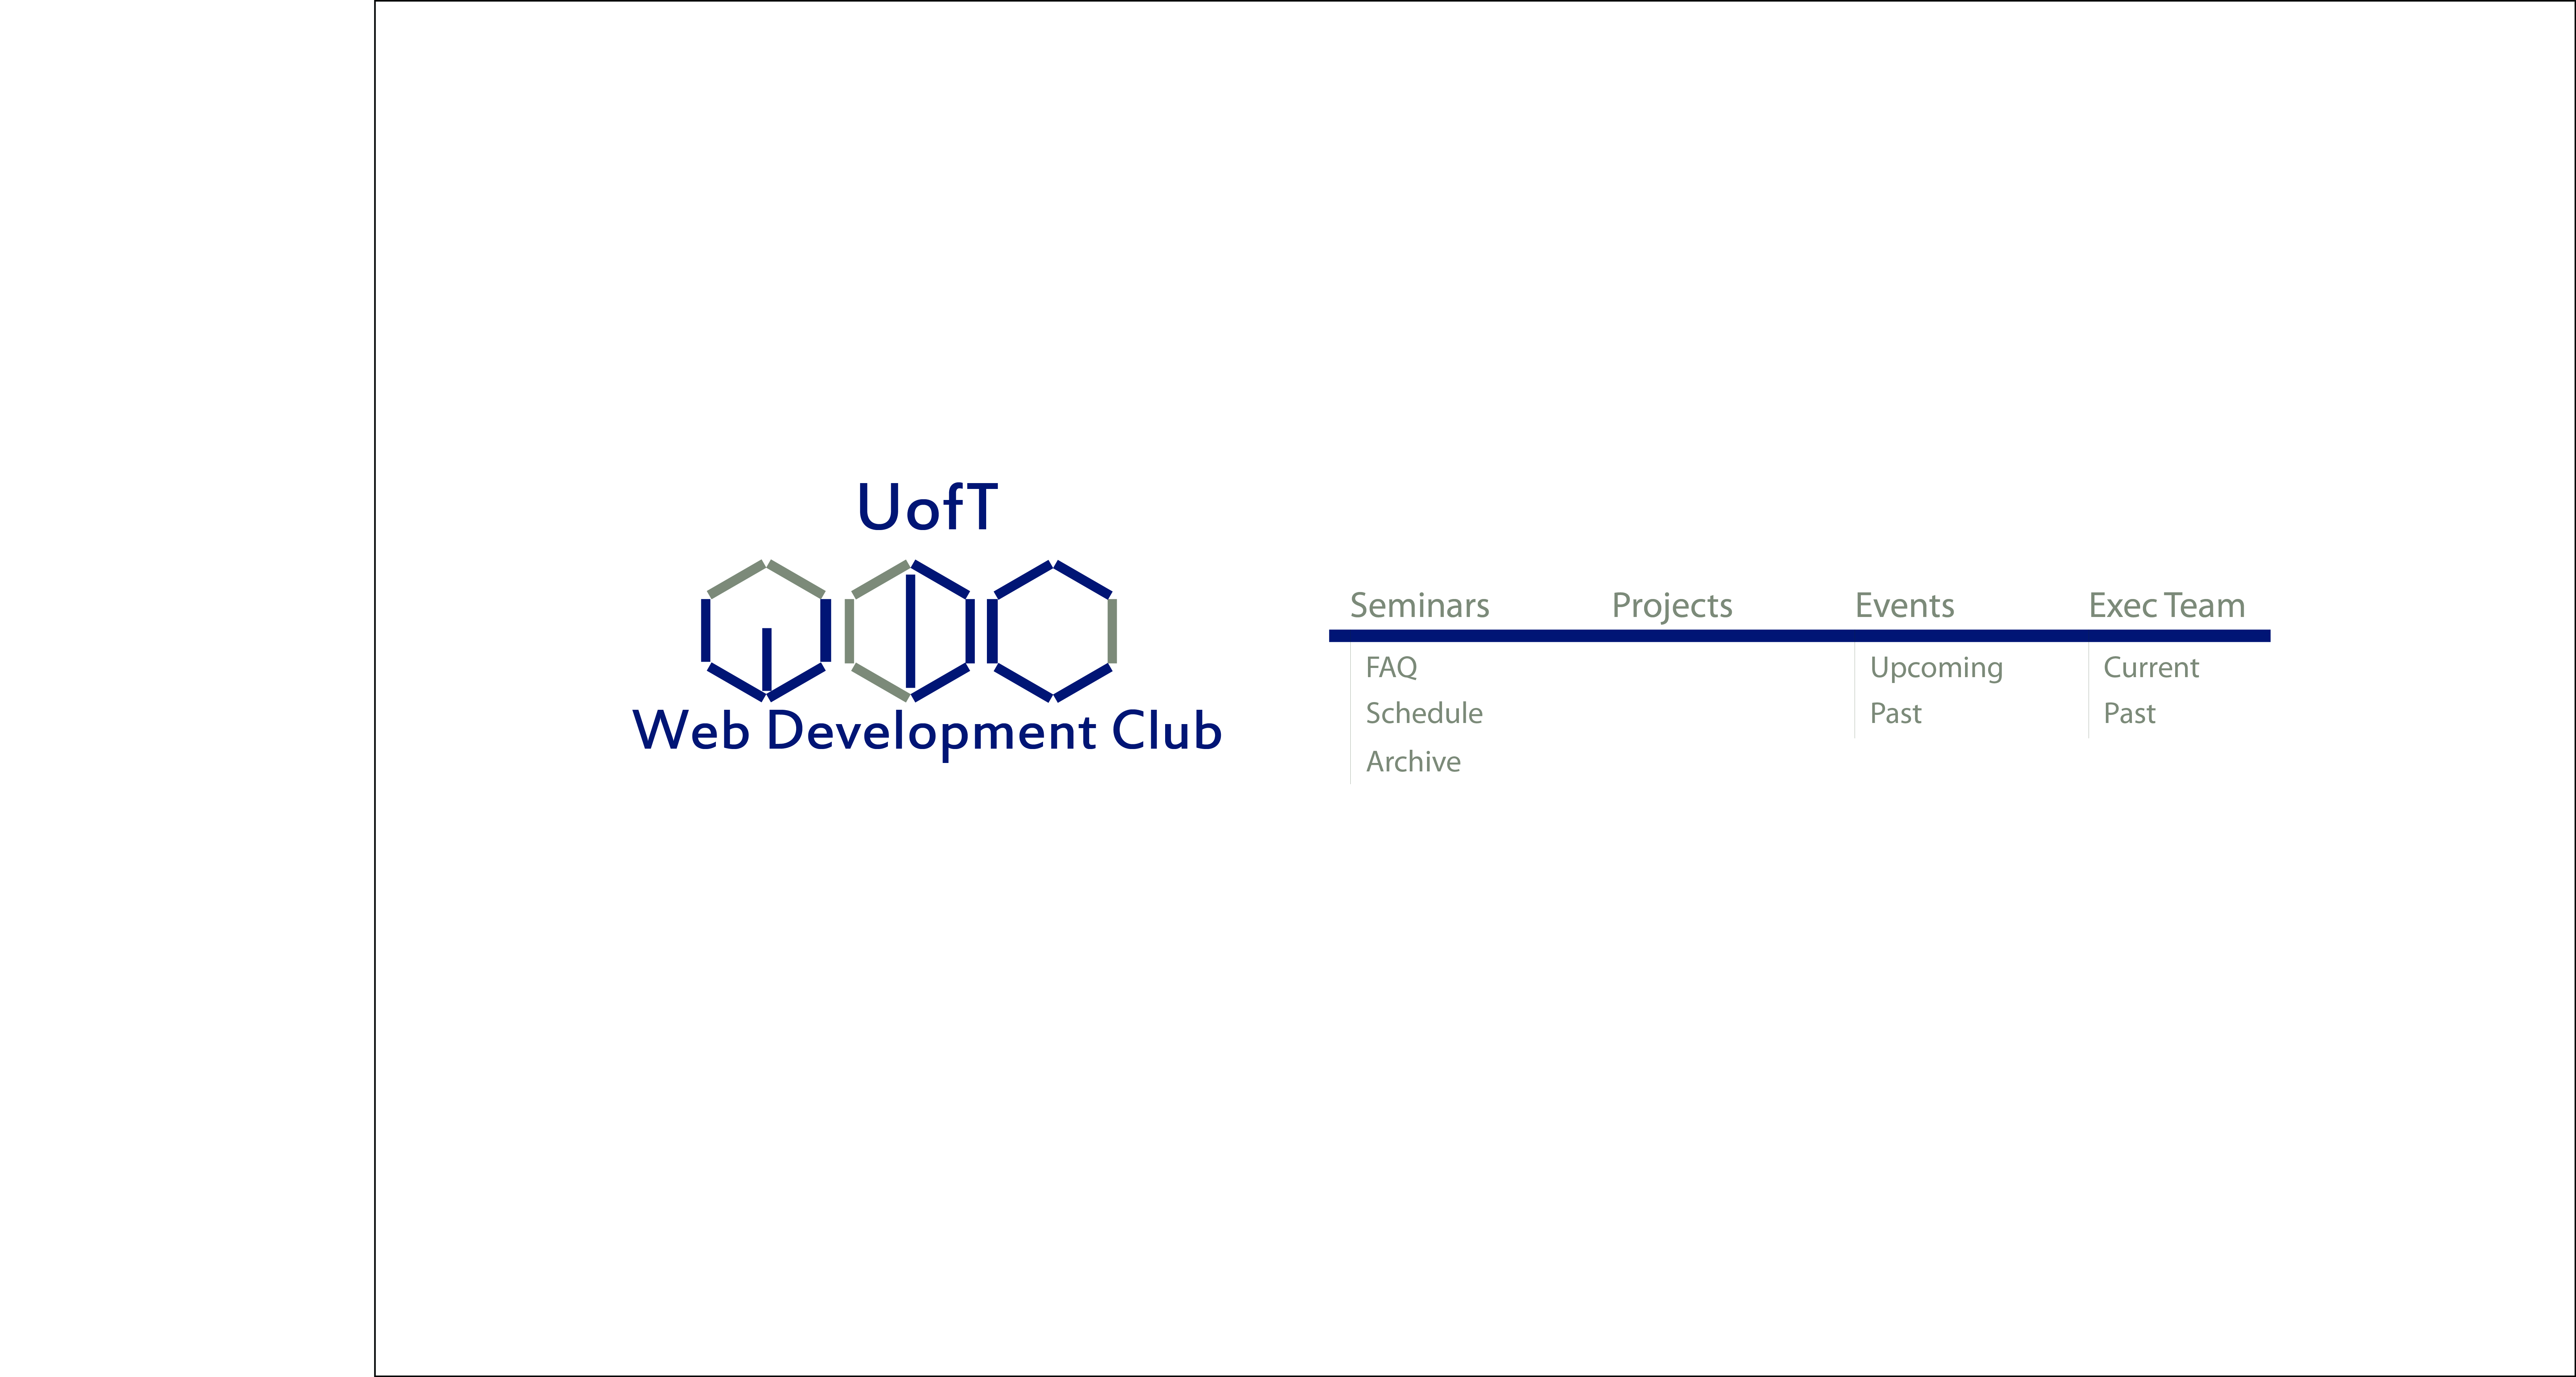 UofT
Web Development Club
Seminars Projects Events Exec Team
FAQ Upcoming Current
Schedule Past Past
Archive